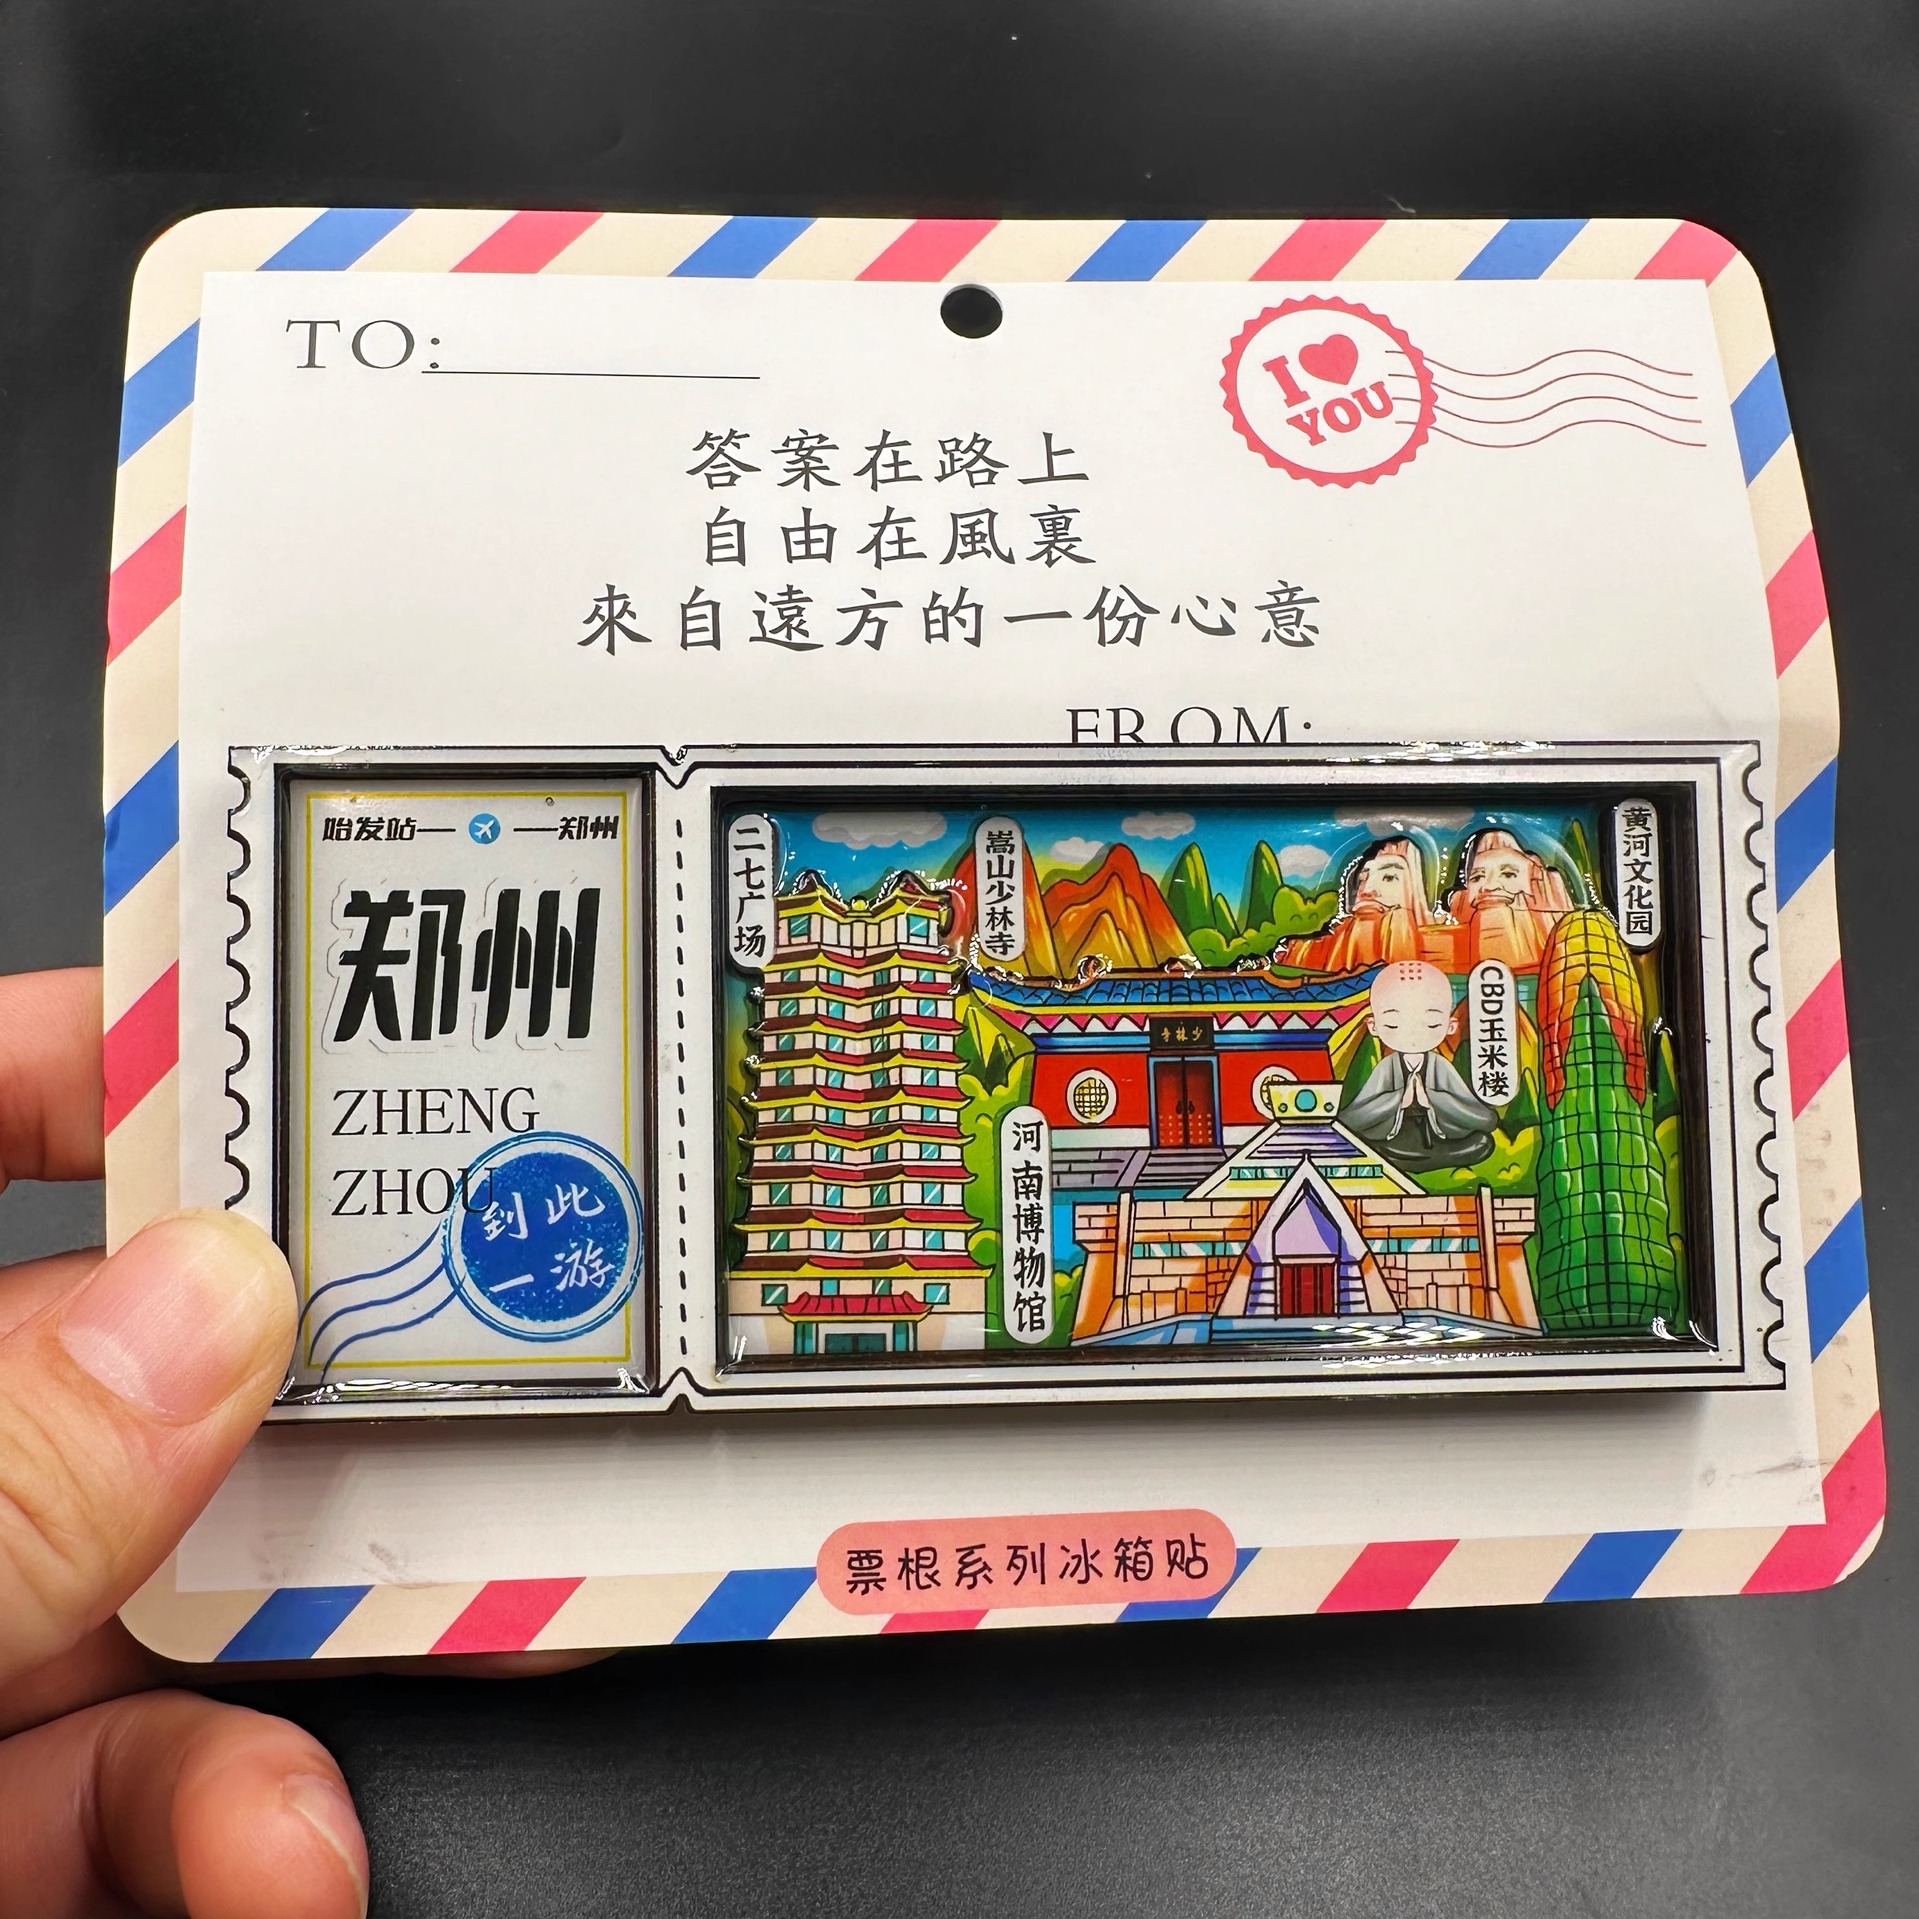 TO:
I ♥
YOU
答案在路上
自由在風裏
來自遠方的一份心意
FROM:
始发站——郑州
郑州
ZHENG
ZHOU
到此
一游
二七广场
嵩山少林寺
黄河文化园
少林寺
CBD玉米楼
河南博物馆
票根系列冰箱贴